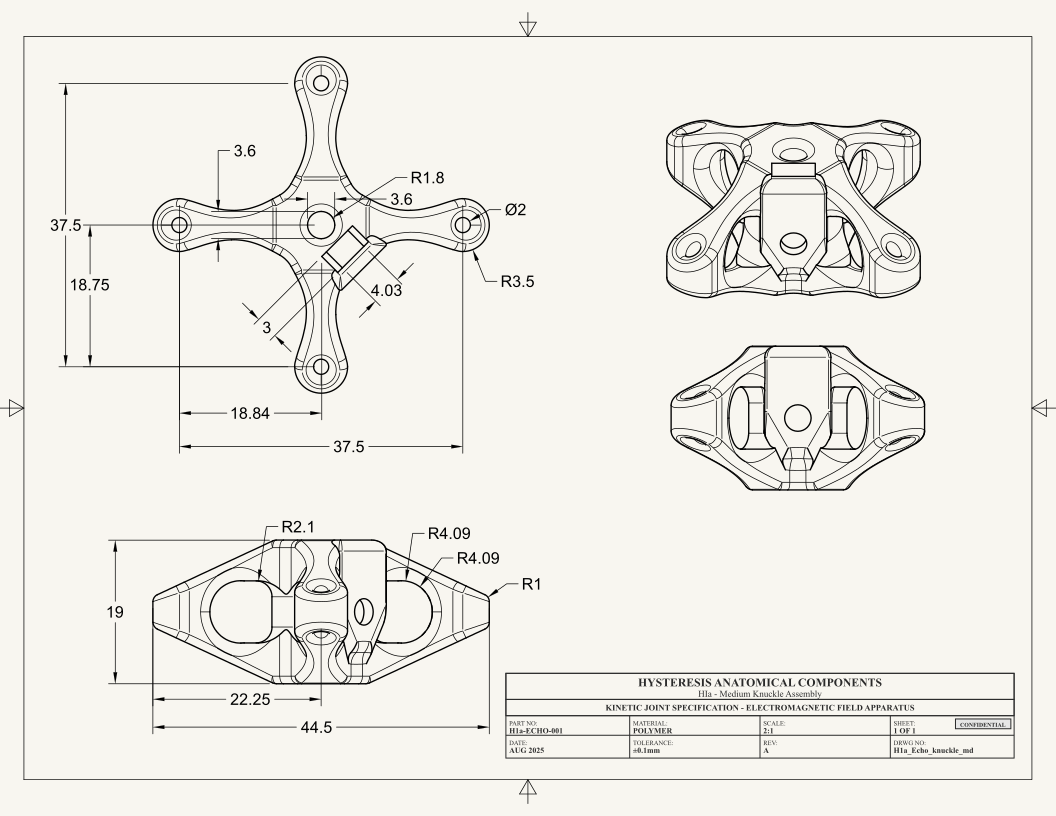 3.6
R1.8
3.6
Ø2
37.5
18.75
R3.5
4.03
3
18.84
37.5
R2.1
R4.09
R4.09
R1
19
22.25
44.5
HYSTERESIS ANATOMICAL COMPONENTS
HIa - Medium Knuckle Assembly
KINETIC JOINT SPECIFICATION - ELECTROMAGNETIC FIELD APPARATUS
PART NO: MATERIAL: SCALE: SHEET: CONFIDENTIAL
H1a-ECHO-001 POLYMER 2:1 1 OF 1
DATE: TOLERANCE: REV: DRWG NO:
AUG 2025 ±0.1mm A H1a_Echo_knuckle_md